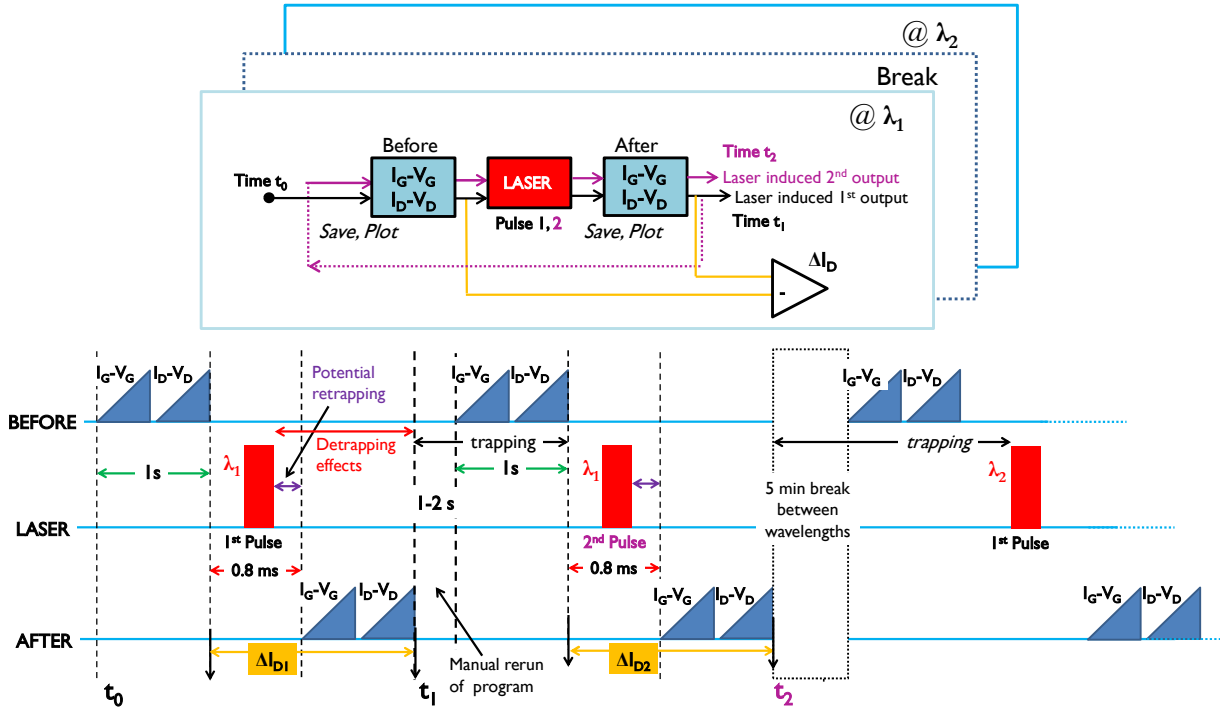 @ λ2
Break
@ λ1
Before
After
Time t2
IG-VG
ID-VD
LASER
IG-VG
ID-VD
Laser induced 2nd output
Time t0
Laser induced 1st output
Save, Plot
Pulse 1, 2
Save, Plot
Time t1
ΔID
-
IG-VG ID-VD
Potential
retrapping
IG-VG ID-VD
IG-VG ID-VD
BEFORE
Detrapping
effects
trapping
trapping
1s
λ1
1s
λ1
λ2
1-2 s
5 min break
between
wavelengths
LASER
1st Pulse
2nd Pulse
1st Pulse
0.8 ms
0.8 ms
IG-VG ID-VD
IG-VG ID-VD
IG-VG ID-VD
AFTER
ΔID1
Manual rerun
of program
ΔID2
t0
t1
t2